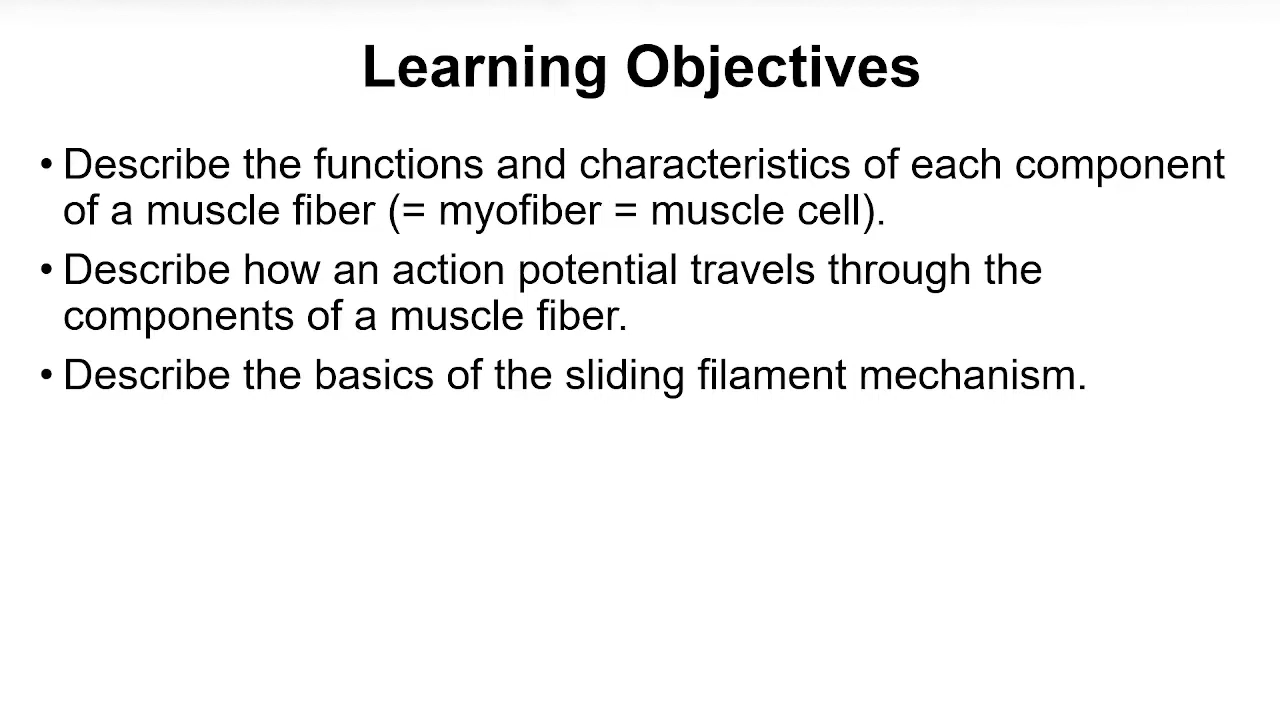 Learning Objectives
• Describe the functions and characteristics of each component
of a muscle fiber (= myofiber = muscle cell).
• Describe how an action potential travels through the
components of a muscle fiber.
• Describe the basics of the sliding filament mechanism.